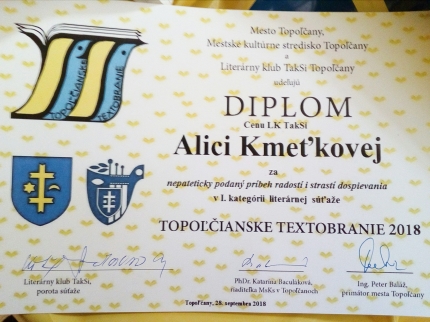 TOPOĽČIANSKE
TEXTOBRANIE
Mesto Topoľčany,
Mestské kultúrne stredisko Topoľčany
a
Literárny klub TakSi Topoľčany
udeľujú
DIPLOM
Cenu LK TakSi
Alici Kmeťkovej
za
nepateticky podaný príbeh radostí i strastí dospievania
v I. kategórii literárnej súťaže
TOPOĽČIANSKE TEXTOBRANIE 2018
Literárny klub TakSi,
porota súťaže
PhDr. Katarína Baculáková,
riaditeľka MsKs v Topoľčanoch
Ing. Peter Baláž,
primátor mesta Topoľčany
Topoľčany, 28. septembra 2018